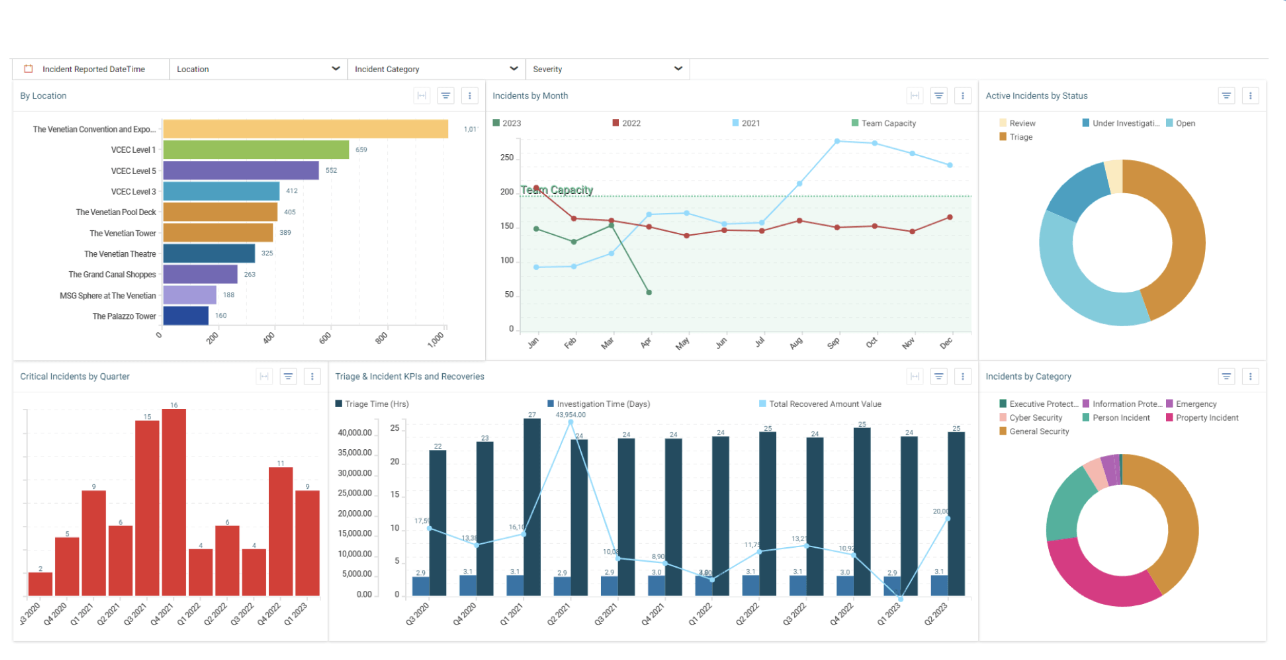 Incident Reported DateTime
Location
Incident Category
Severity
By Location
The Venetian Convention and Expo...
1,01
VCEC Level 1
659
VCEC Level 5
552
VCEC Level 3
412
The Venetian Pool Deck
405
The Venetian Tower
389
The Venetian Theatre
325
The Grand Canal Shoppes
263
MSG Sphere at The Venetian
188
The Palazzo Tower
160
0 200 400 600 800 1,000
Incidents by Month
2023 2022 2021 Team Capacity
250
200
Team Capacity
150
100
50
0
Jan Feb Mar Apr May Jun Jul Aug Sep Oct Nov Dec
Active Incidents by Status
Review Under Investigati... Open
Triage
Critical Incidents by Quarter
2 5 9 6 15 16 4 6 4 11 9
Q3 2020 Q4 2020 Q1 2021 Q2 2021 Q3 2021 Q4 2021 Q1 2022 Q2 2022 Q3 2022 Q4 2022 Q1 2023
Triage & Incident KPIs and Recoveries
Triage Time (Hrs) Investigation Time (Days) Total Recovered Amount Value
40,000.00
35,000.00
30,000.00
25,000.00
20,000.00
15,000.00
10,000.00
5,000.00
0.00
25
20
15
10
5
0
22 23 27 24 24 24 24 25 24 25 24 25
43,954.00
17,59 13,38 16,16 10,0 8,90 11,75 13,21 10,92 20,00
2.9 3.1 3.1 2.9 2.9 3.0 3.1 3.1 3.0 2.9 3.1
Q3 2020 Q4 2020 Q1 2021 Q2 2021 Q3 2021 Q4 2021 Q1 2022 Q2 2022 Q3 2022 Q4 2022 Q1 2023 Q2 2023
Incidents by Category
Executive Protect... Information Prote... Emergency
Cyber Security Person Incident Property Incident
General Security